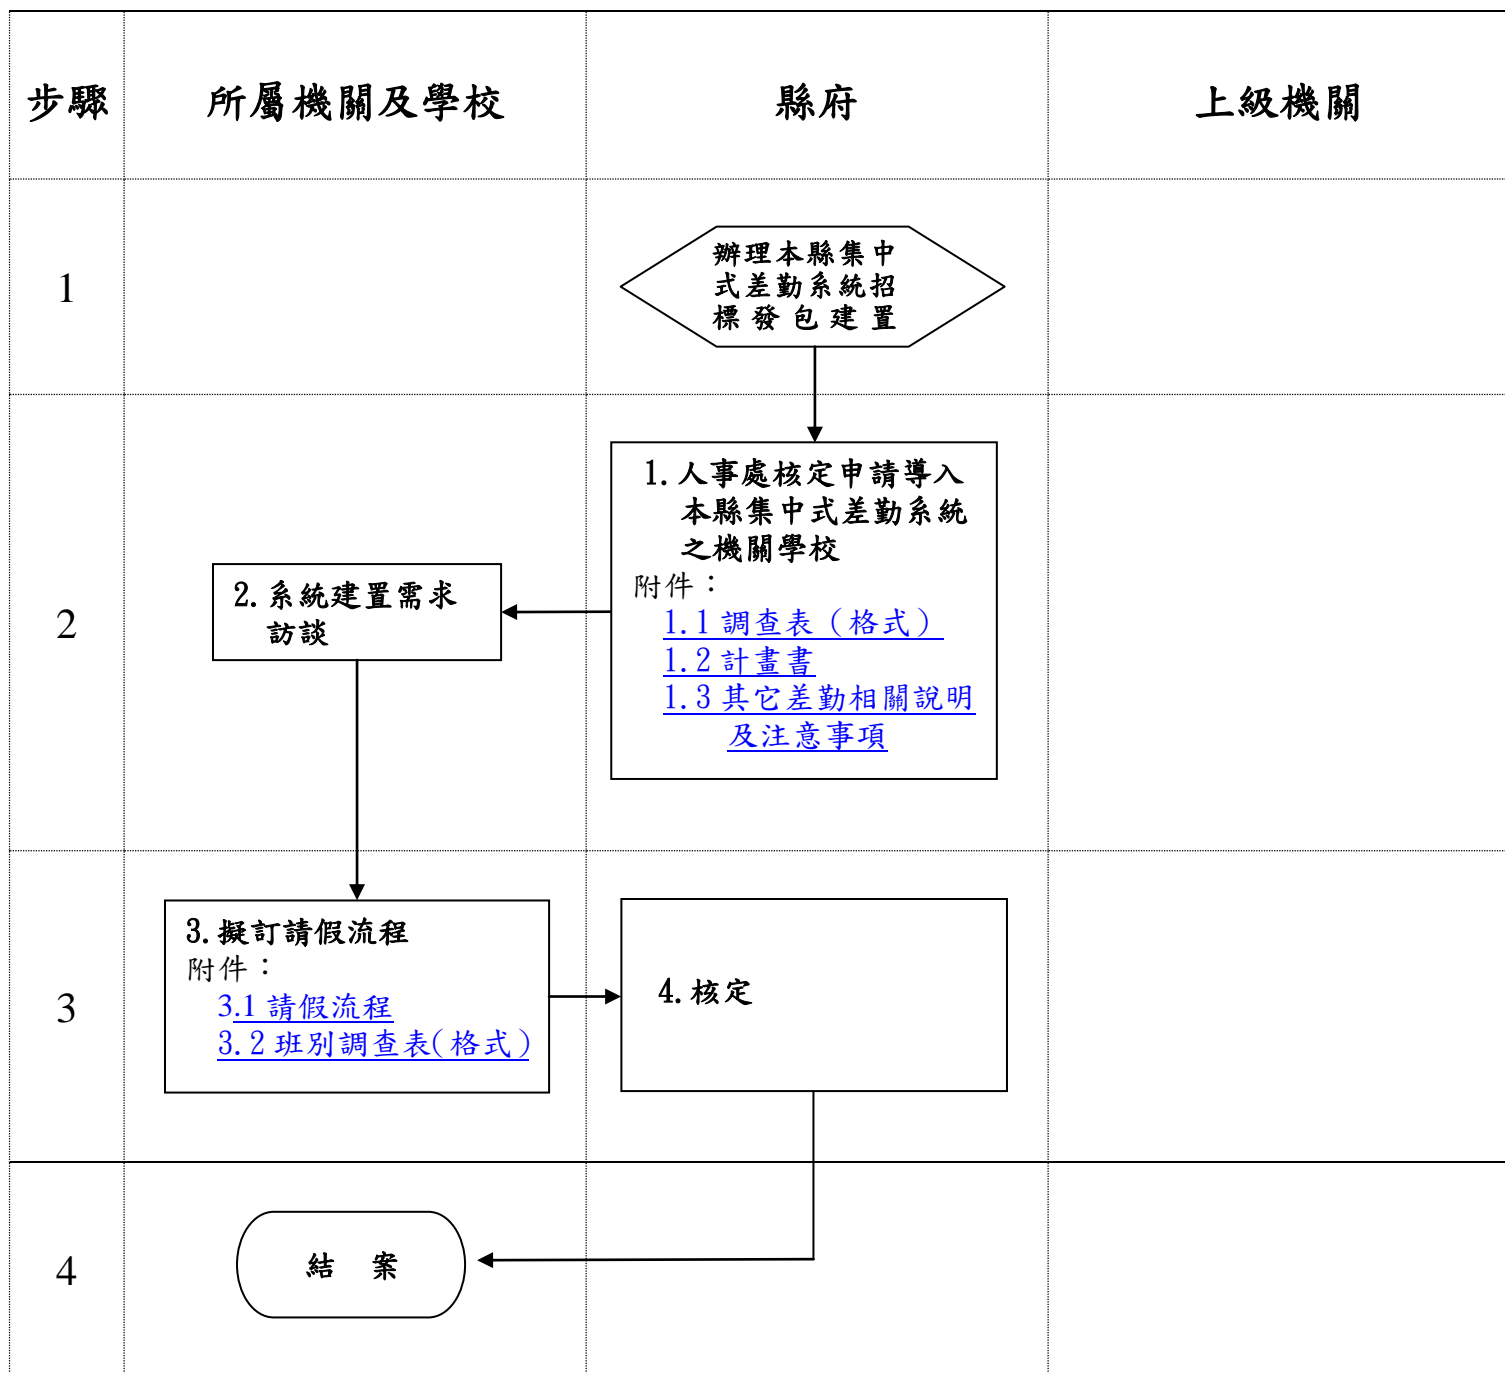 步驟
所屬機關及學校
縣府
上級機關
1
辦理本縣集中
式差勤系統招
標發包建置
2
1.人事處核定申請導入
本縣集中式差勤系統
之機關學校
附件：
1.1 調查表（格式）
1.2 計畫書
1.3 其它差勤相關說明
及注意事項
2.系統建置需求
訪談
3
3.擬訂請假流程
附件：
3.1 請假流程
3.2 班別調查表(格式)
4.核定
4
結 案